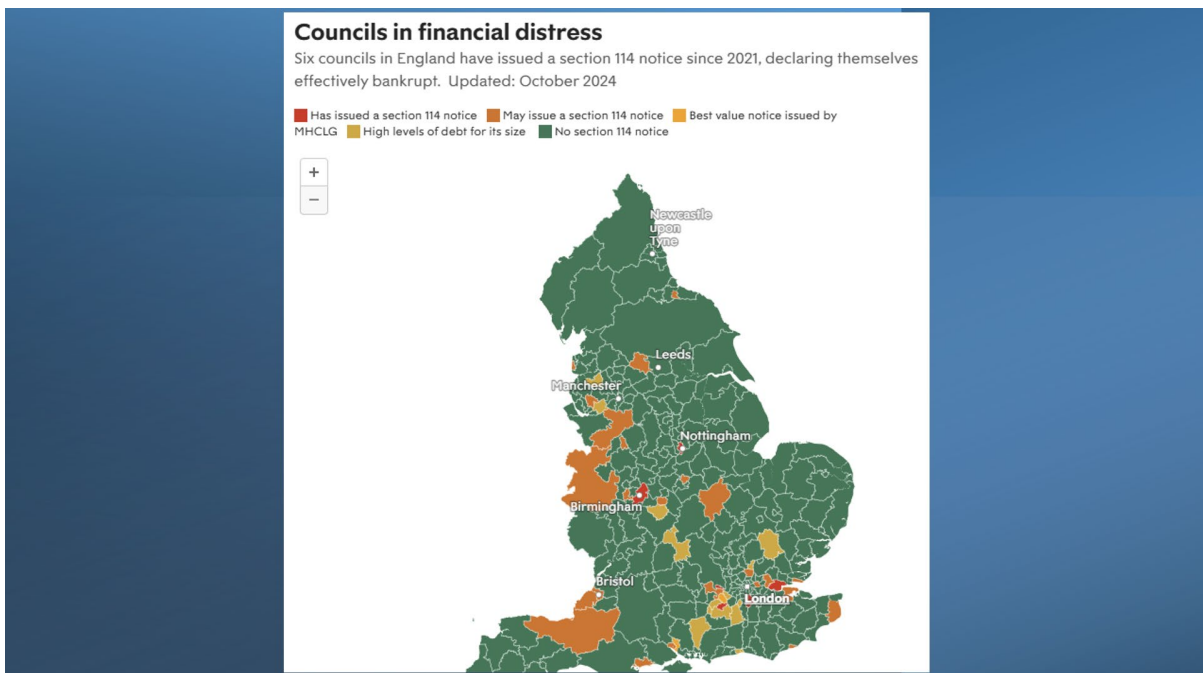 Councils in financial distress
Six councils in England have issued a section 114 notice since 2021, declaring themselves
effectively bankrupt. Updated: October 2024
Has issued a section 114 notice May issue a section 114 notice Best value notice issued by
MHCLG High levels of debt for its size No section 114 notice
+
−
Newcastle
upon
Tyne
Leeds
Manchester
Nottingham
Birmingham
Bristol
London